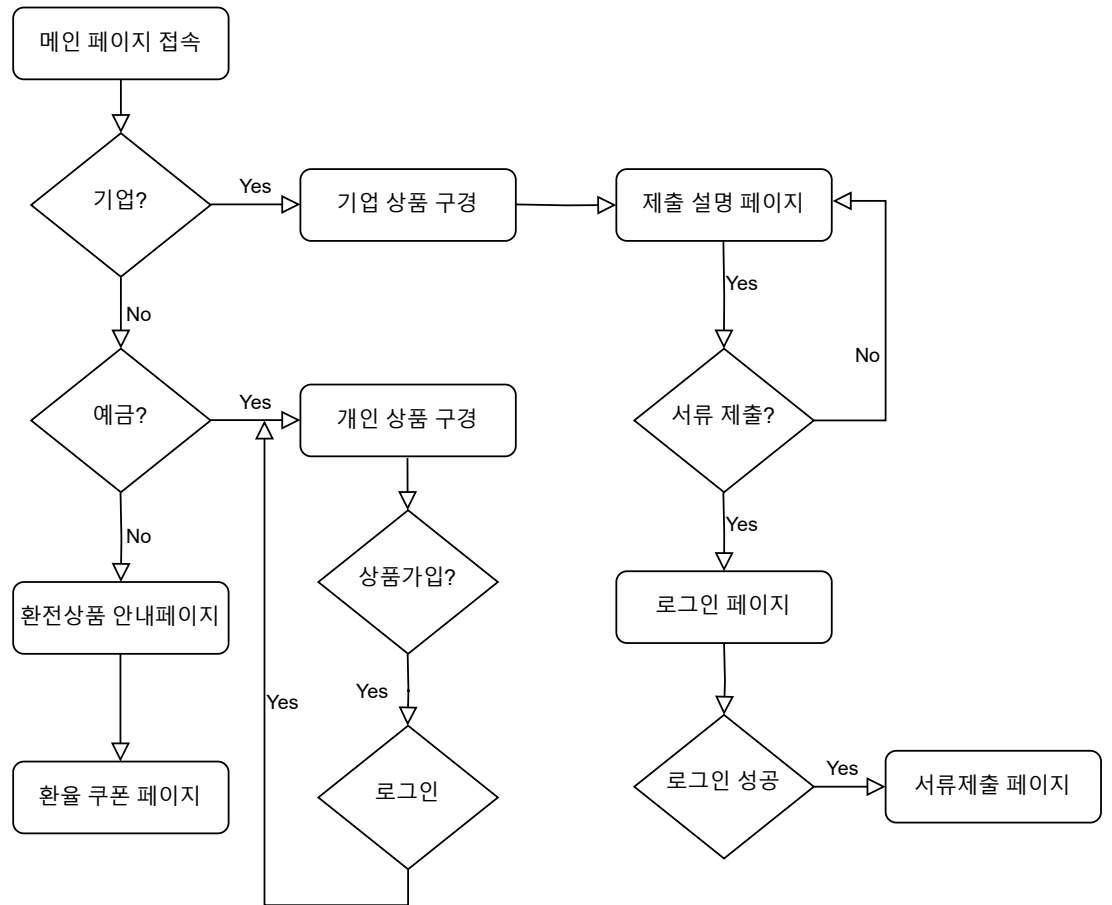 메인 페이지 접속
기업?
Yes
기업 상품 구경
제출 설명 페이지
Yes
No
No
예금?
Yes
개인 상품 구경
서류 제출?
No
Yes
상품가입?
환전상품 안내페이지
로그인 페이지
Yes
Yes
로그인
로그인 성공
Yes
서류제출 페이지
환율 쿠폰 페이지